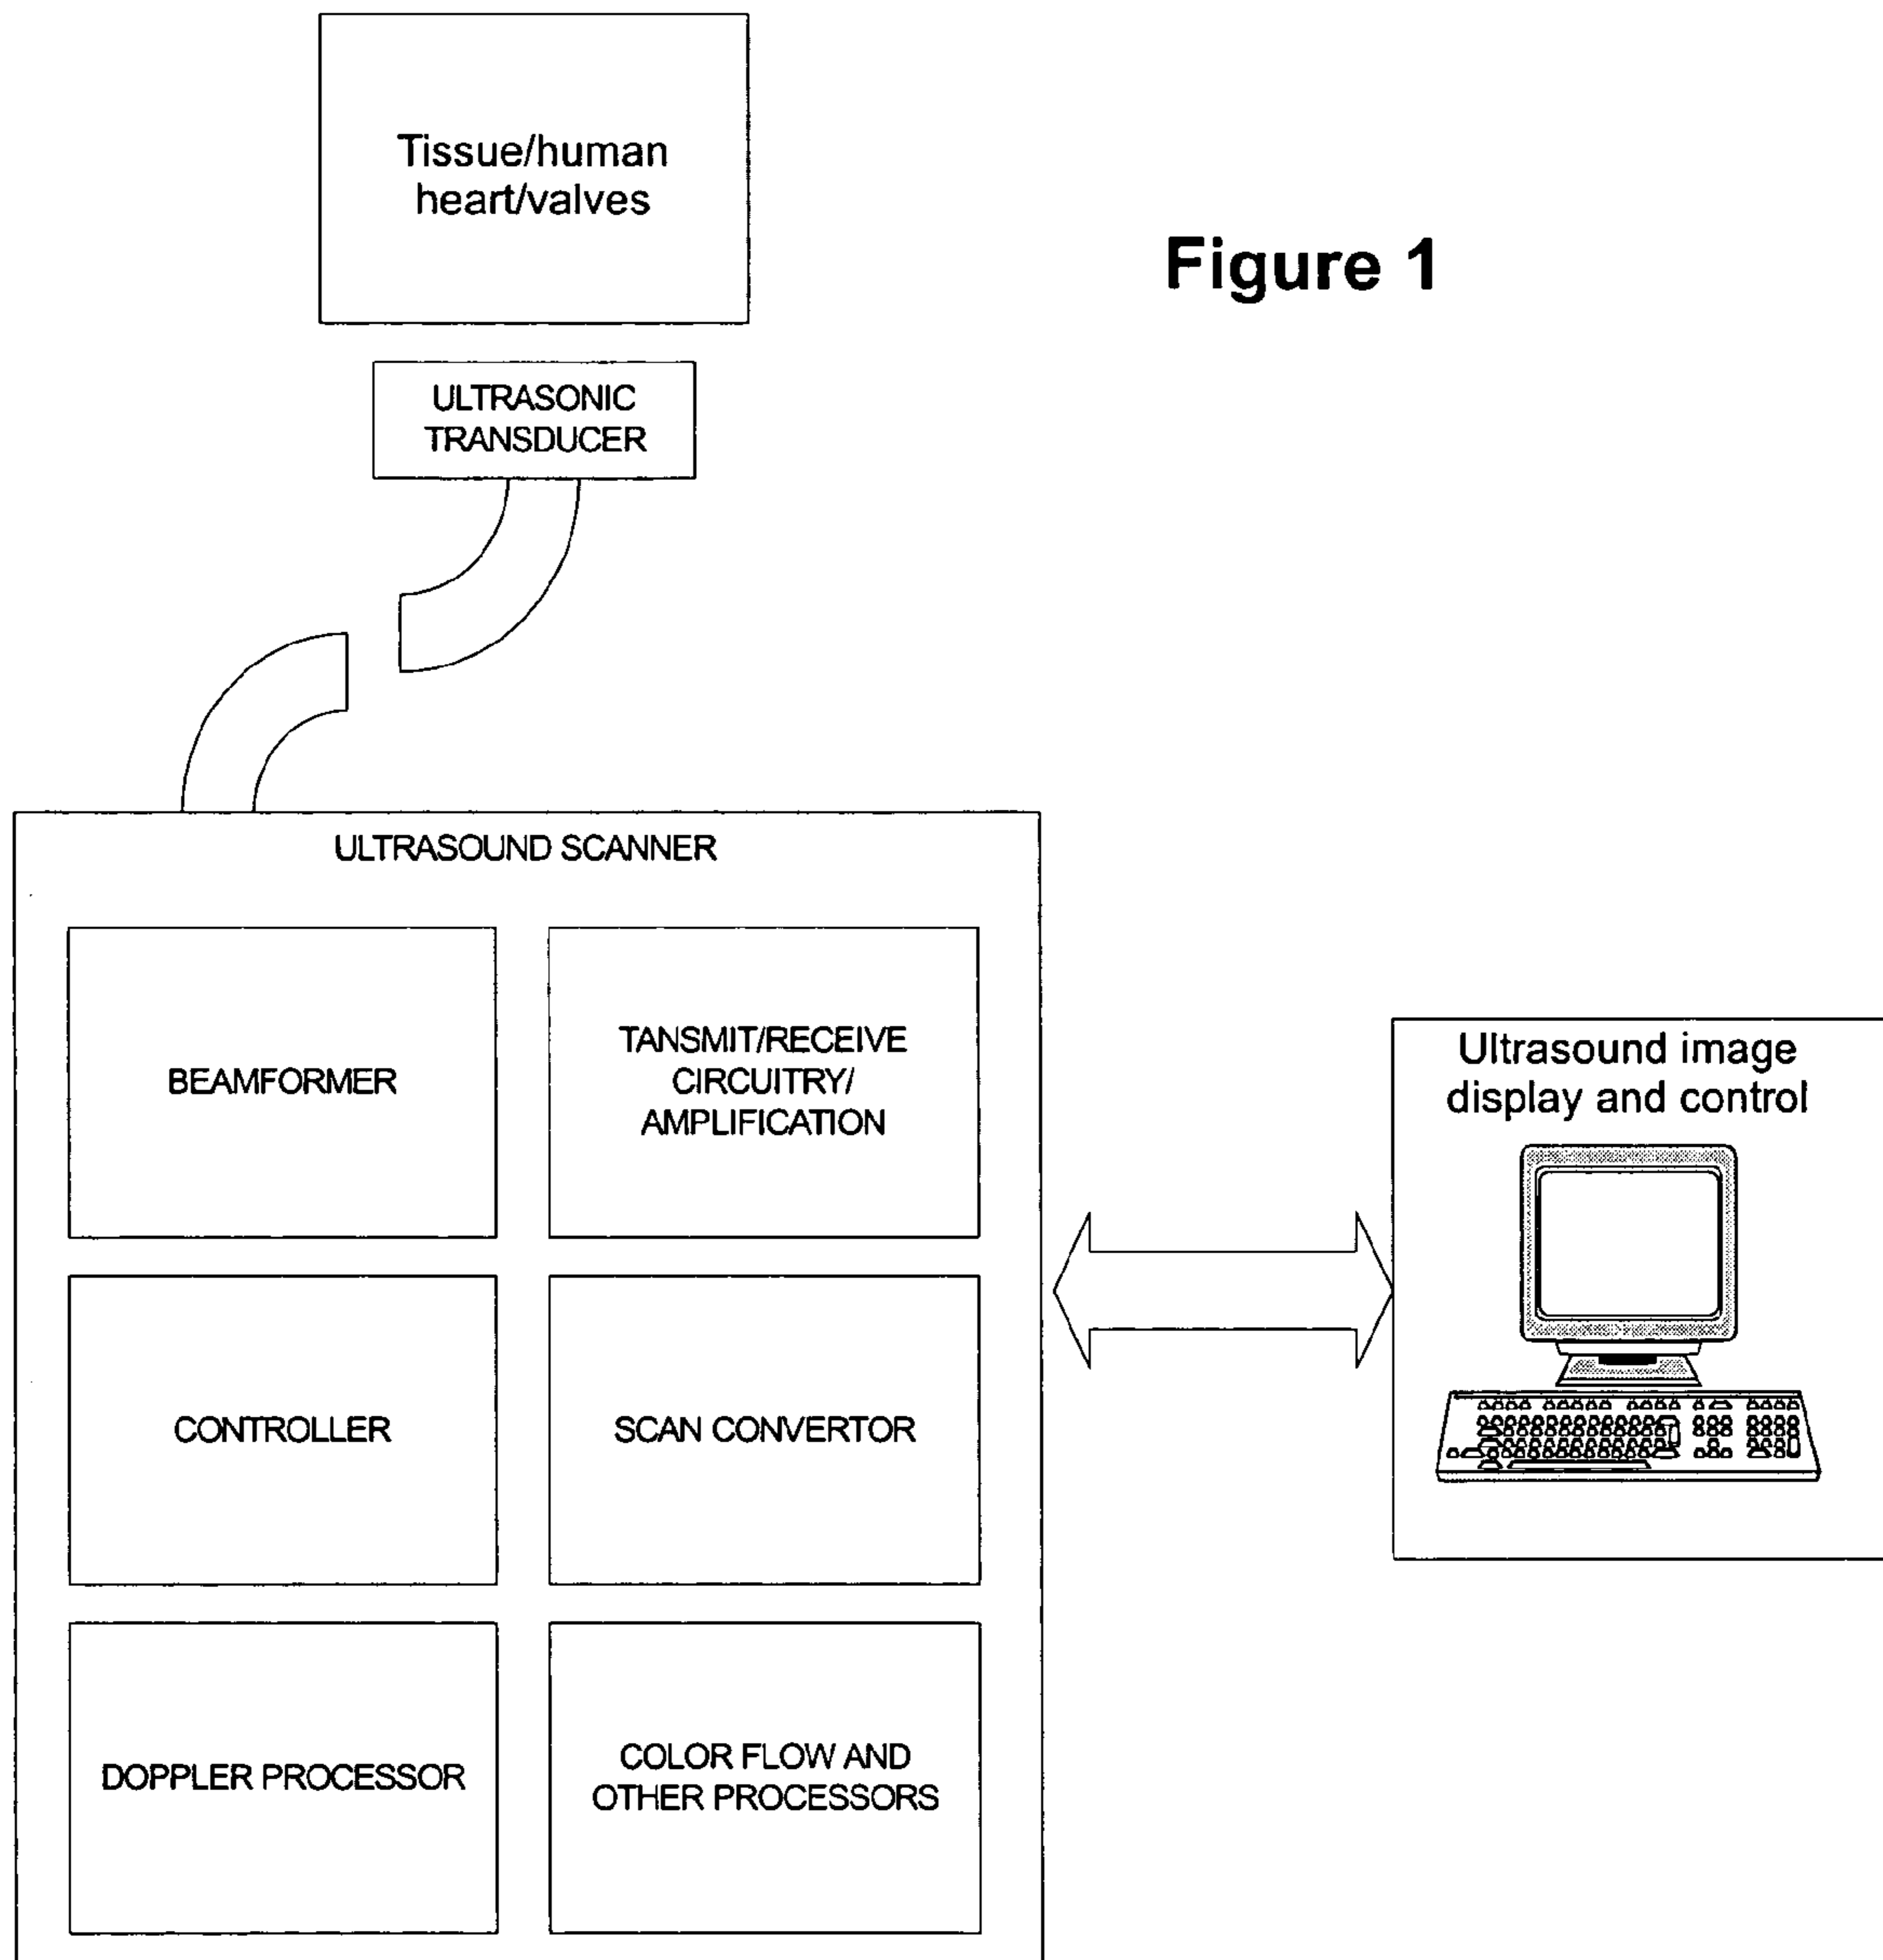 Tissue/human
heart/valves
Figure 1
ULTRASONIC
TRANSDUCER
ULTRASOUND SCANNER
BEAMFORMER
TANSMIT/RECEIVE
CIRCUITRY/
AMPLIFICATION
Ultrasound image
display and control
CONTROLLER
SCAN CONVERTOR
DOPPLER PROCESSOR
COLOR FLOW AND
OTHER PROCESSORS